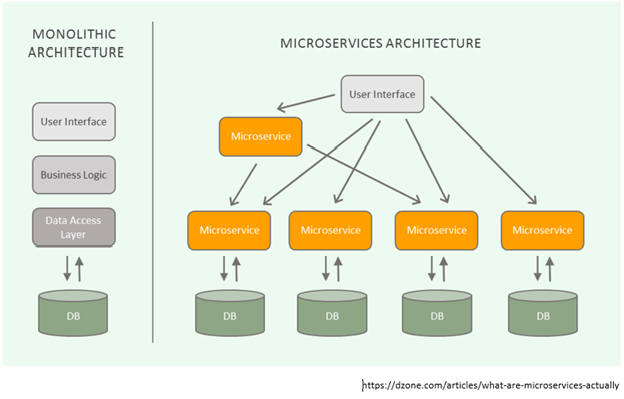 MONOLITHIC
ARCHITECTURE
User Interface
Business Logic
Data Access
Layer
DB
MICROSERVICES ARCHITECTURE
User Interface
Microservice
Microservice
Microservice
Microservice
Microservice
DB
DB
DB
DB
https://dzone.com/articles/what-are-microservices-actually